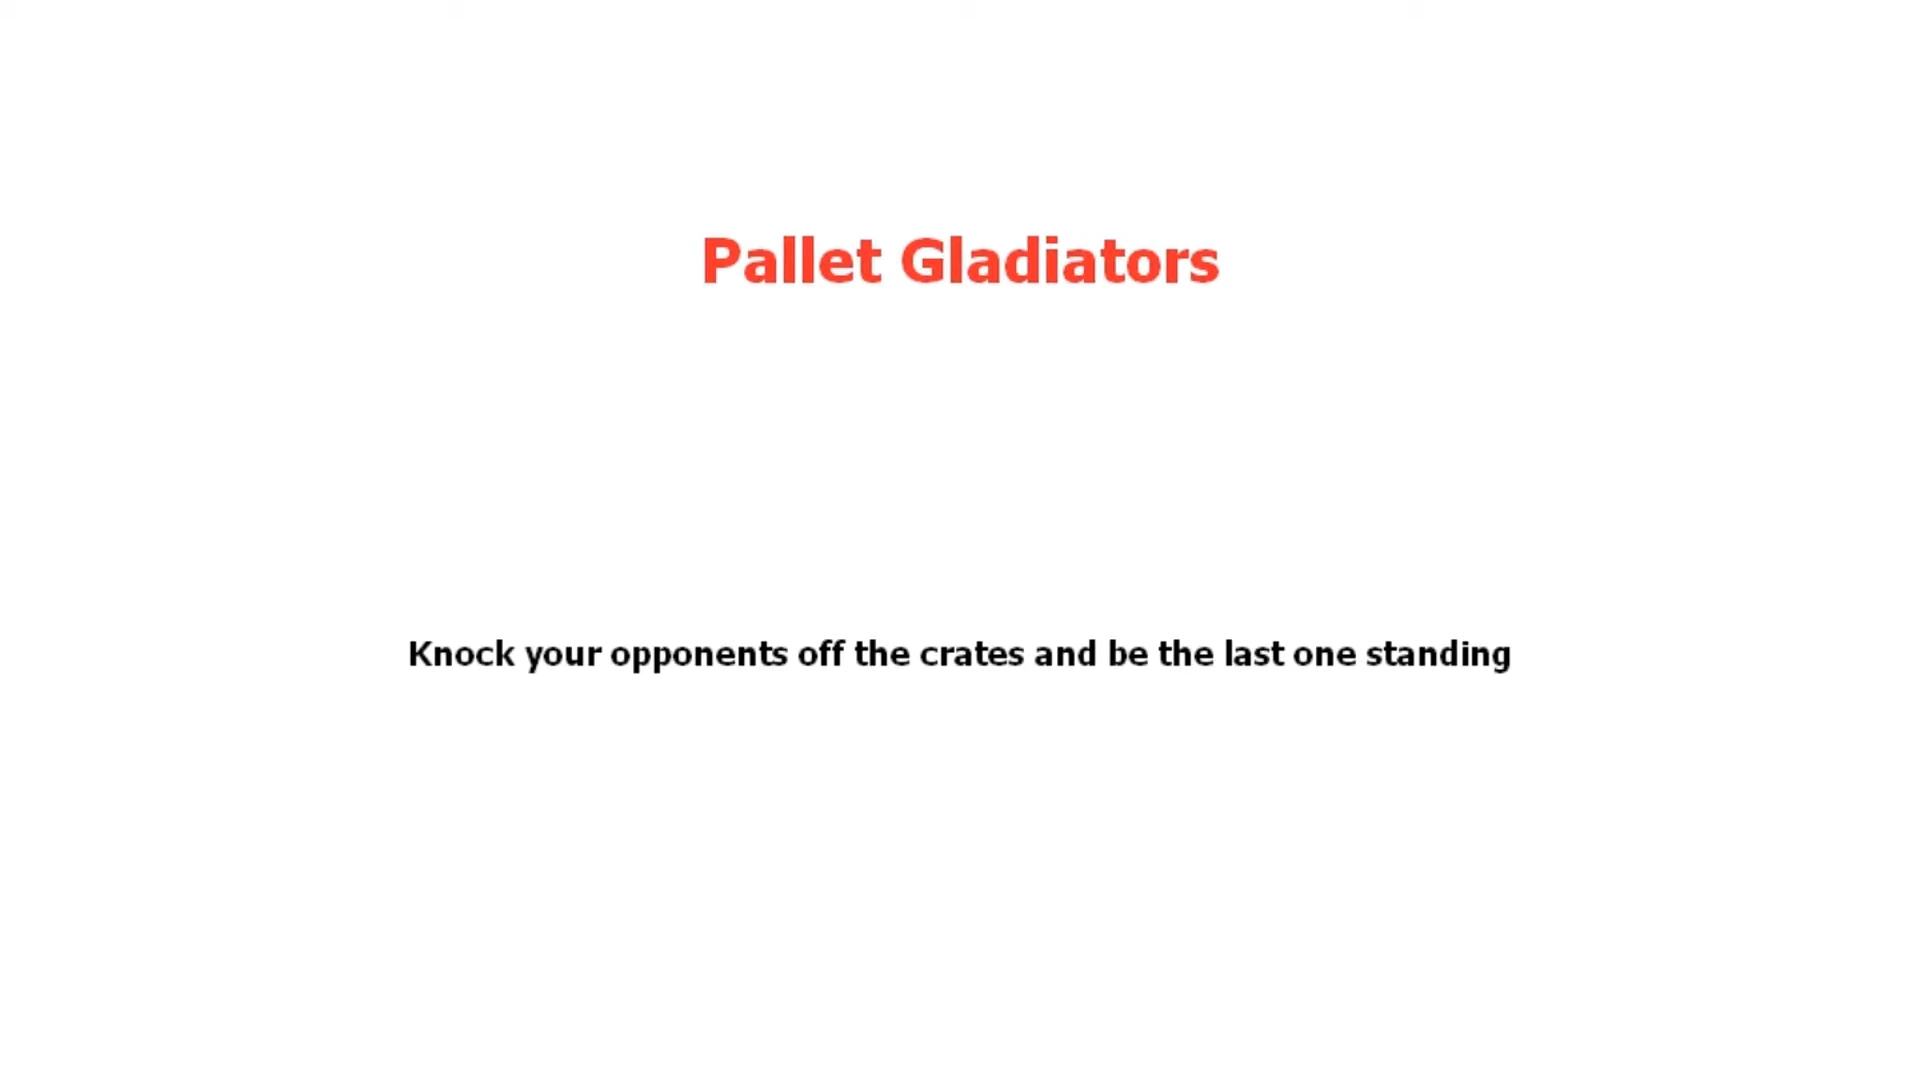 Pallet Gladiators
Knock your opponents off the crates and be the last one standing